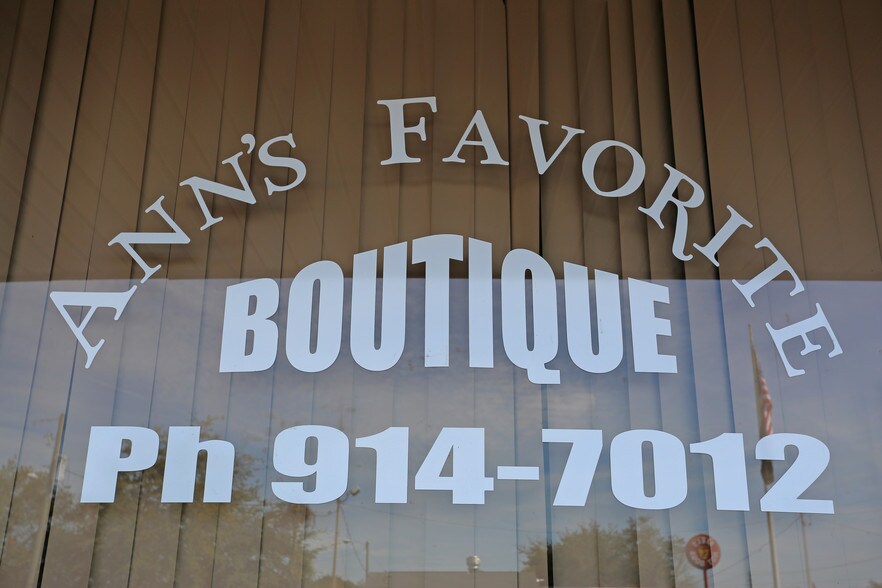 ANN'S FAVORITE
BOUTIQUE
Ph 914-7012